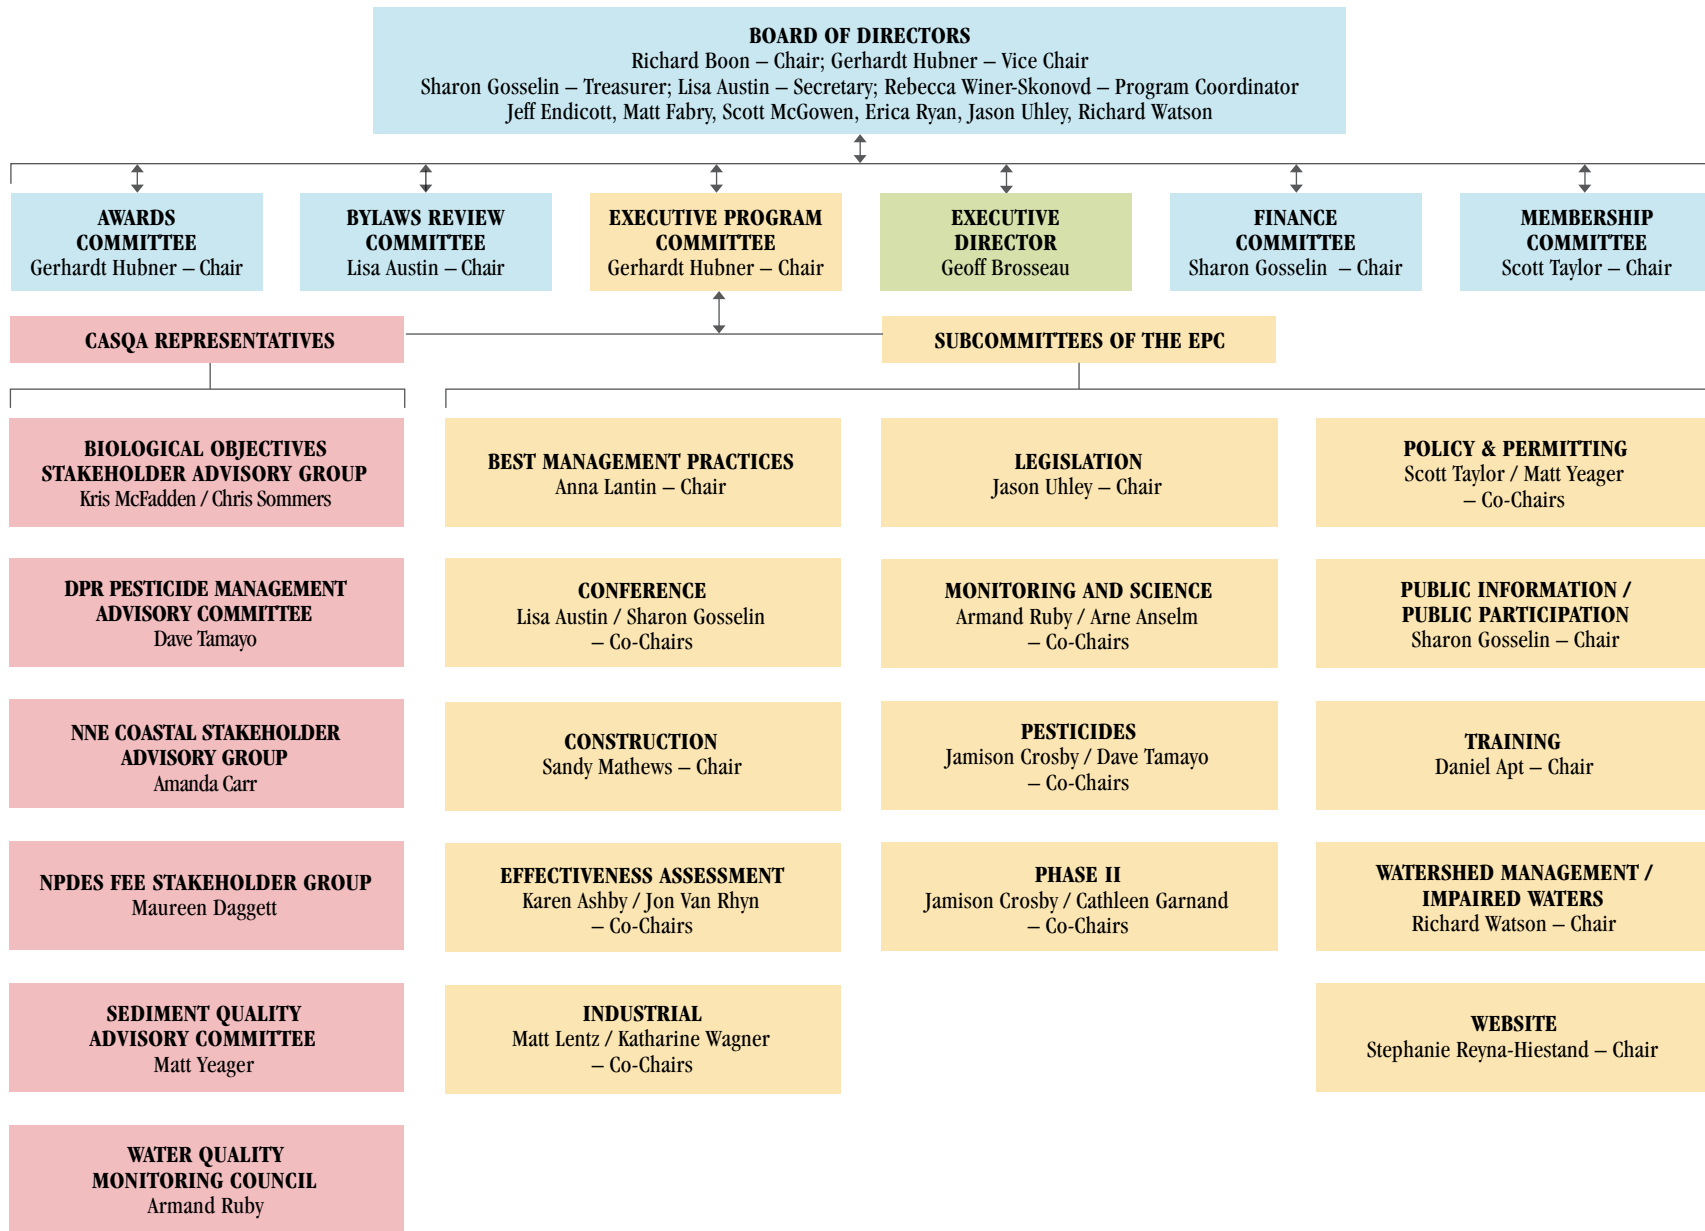 BOARD OF DIRECTORS
Richard Boon – Chair; Gerhardt Hubner – Vice Chair
Sharon Gosselin – Treasurer; Lisa Austin – Secretary; Rebecca Winer-Skonovd – Program Coordinator
Jeff Endicott, Matt Fabry, Scott McGowen, Erica Ryan, Jason Uhley, Richard Watson
AWARDS
COMMITTEE
Gerhardt Hubner – Chair
BYLAWS REVIEW
COMMITTEE
Lisa Austin – Chair
EXECUTIVE PROGRAM
COMMITTEE
Gerhardt Hubner – Chair
EXECUTIVE
DIRECTOR
Geoff Brosseau
FINANCE
COMMITTEE
Sharon Gosselin – Chair
MEMBERSHIP
COMMITTEE
Scott Taylor – Chair
CASQA REPRESENTATIVES
SUBCOMMITTEES OF THE EPC
BIOLOGICAL OBJECTIVES
STAKEHOLDER ADVISORY GROUP
Kris McFadden / Chris Sommers
DPR PESTICIDE MANAGEMENT
ADVISORY COMMITTEE
Dave Tamayo
NNE COASTAL STAKEHOLDER
ADVISORY GROUP
Amanda Carr
NPDES FEE STAKEHOLDER GROUP
Maureen Daggett
SEDIMENT QUALITY
ADVISORY COMMITTEE
Matt Yeager
WATER QUALITY
MONITORING COUNCIL
Armand Ruby
BEST MANAGEMENT PRACTICES
Anna Lantin – Chair
CONFERENCE
Lisa Austin / Sharon Gosselin
– Co-Chairs
CONSTRUCTION
Sandy Mathews – Chair
EFFECTIVENESS ASSESSMENT
Karen Ashby / Jon Van Rhyn
– Co-Chairs
INDUSTRIAL
Matt Lentz / Katharine Wagner
– Co-Chairs
LEGISLATION
Jason Uhley – Chair
MONITORING AND SCIENCE
Armand Ruby / Arne Anselm
– Co-Chairs
PESTICIDES
Jamison Crosby / Dave Tamayo
– Co-Chairs
PHASE II
Jamison Crosby / Cathleen Garnand
– Co-Chairs
POLICY & PERMITTING
Scott Taylor / Matt Yeager
– Co-Chairs
PUBLIC INFORMATION /
PUBLIC PARTICIPATION
Sharon Gosselin – Chair
TRAINING
Daniel Apt – Chair
WATERSHED MANAGEMENT /
IMPAIRED WATERS
Richard Watson – Chair
WEBSITE
Stephanie Reyna-Hiestand – Chair